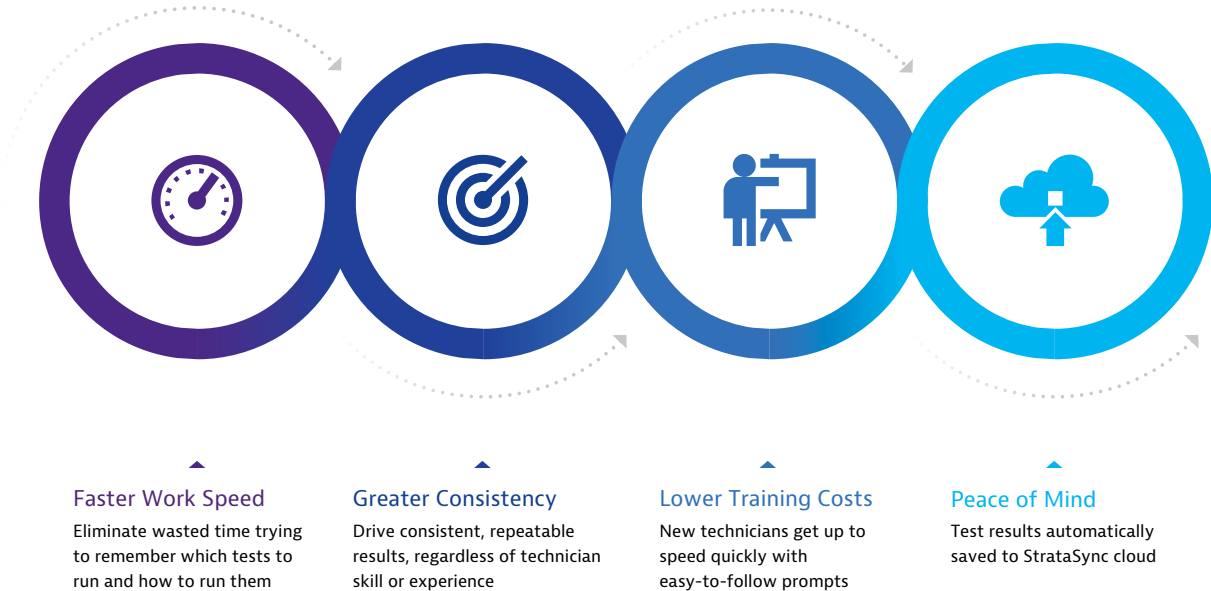 Faster Work Speed
Eliminate wasted time trying
to remember which tests to
run and how to run them
Greater Consistency
Drive consistent, repeatable
results, regardless of technician
skill or experience
Lower Training Costs
New technicians get up to
speed quickly with
easy-to-follow prompts
Peace of Mind
Test results automatically
saved to StrataSync cloud